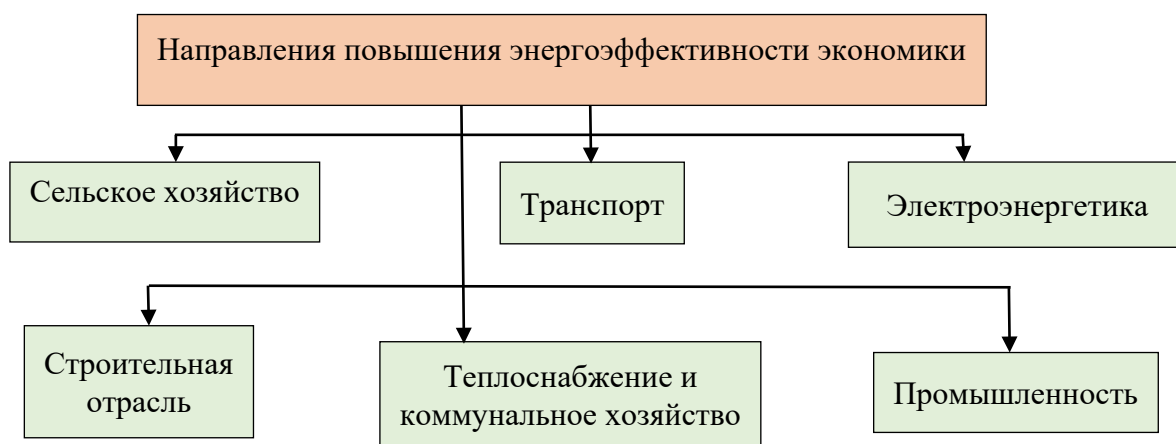 Направления повышения энергоэффективности экономики
Сельское хозяйство
Транспорт
Электроэнергетика
Строительная
отрасль
Теплоснабжение и
коммунальное хозяйство
Промышленность